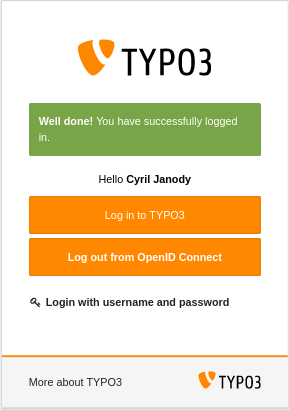 TYPO3
Well done! You have successfully logged
in.
Hello Cyril Janody
Log in to TYPO3
Log out from OpenID Connect
Login with username and password
More about TYPO3
TYPO3